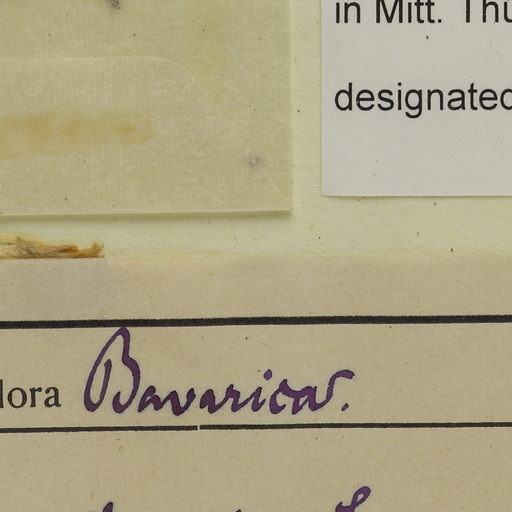 in Mitt. Thü
designated
lora Bavarica.